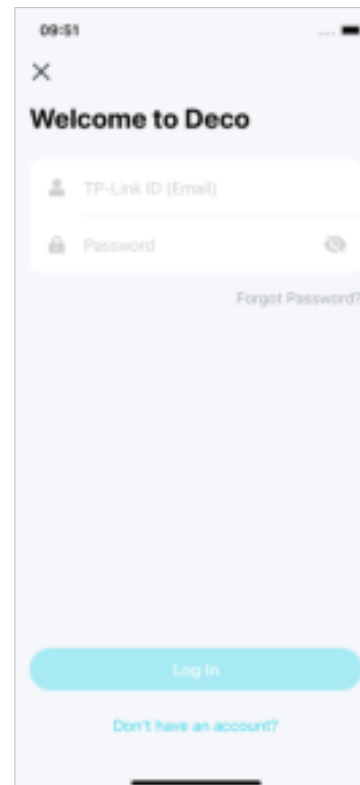 09:51
Welcome to Deco
TP-Link ID (Email)
Password
Forgot Password?
Log In
Don't have an account?